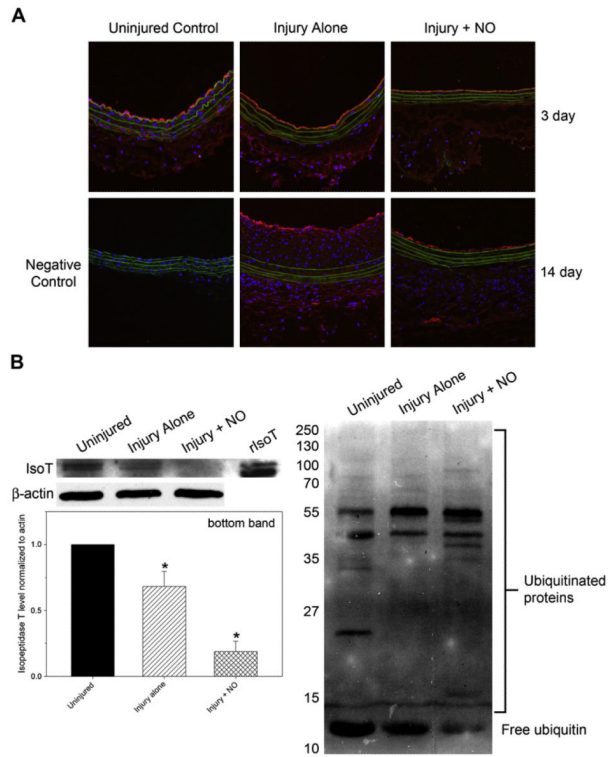 A
Uninjured Control
Injury Alone
Injury + NO
3 day
Negative
Control
14 day
B
Uninjured
Injury Alone
Injury + NO
rIsoT
IsoT
β-actin
bottom band
Isopeptidase T level normalized to actin
1.0
0.5
0.0
*
*
Uninjured
Injury alone
Injury + NO
Uninjured
Injury Alone
Injury + NO
250
130
100
70
55
35
27
15
10
Ubiquitinated
proteins
Free ubiquitin